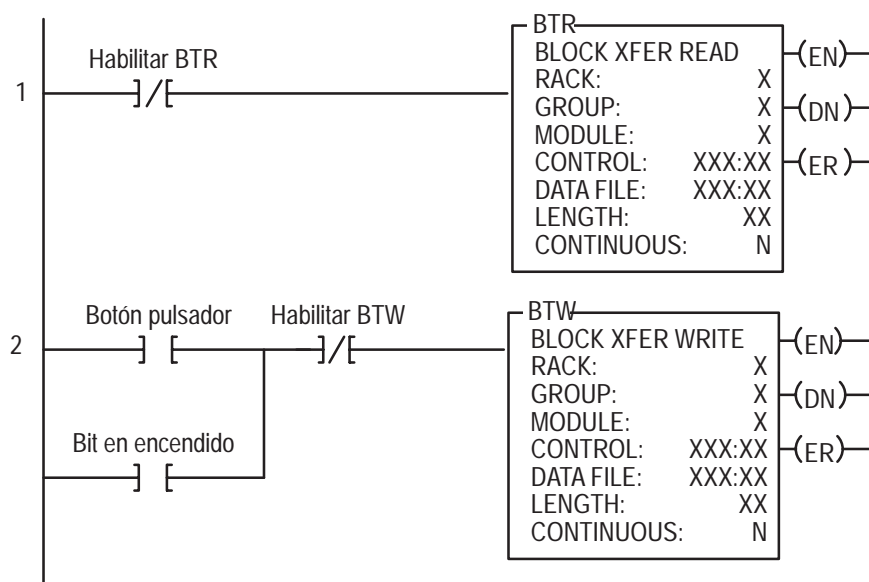 BTR
Habilitar BTR
BLOCK XFER READ
(EN)
1
RACK: X
GROUP: X
(DN)
MODULE: X
CONTROL: XXX:XX
(ER)
DATA FILE: XXX:XX
LENGTH: XX
CONTINUOUS: N
BTW
Botón pulsador
Habilitar BTW
2
BLOCK XFER WRITE
(EN)
RACK: X
GROUP: X
(DN)
MODULE: X
Bit en encendido
CONTROL: XXX:XX
(ER)
DATA FILE: XXX:XX
LENGTH: XX
CONTINUOUS: N